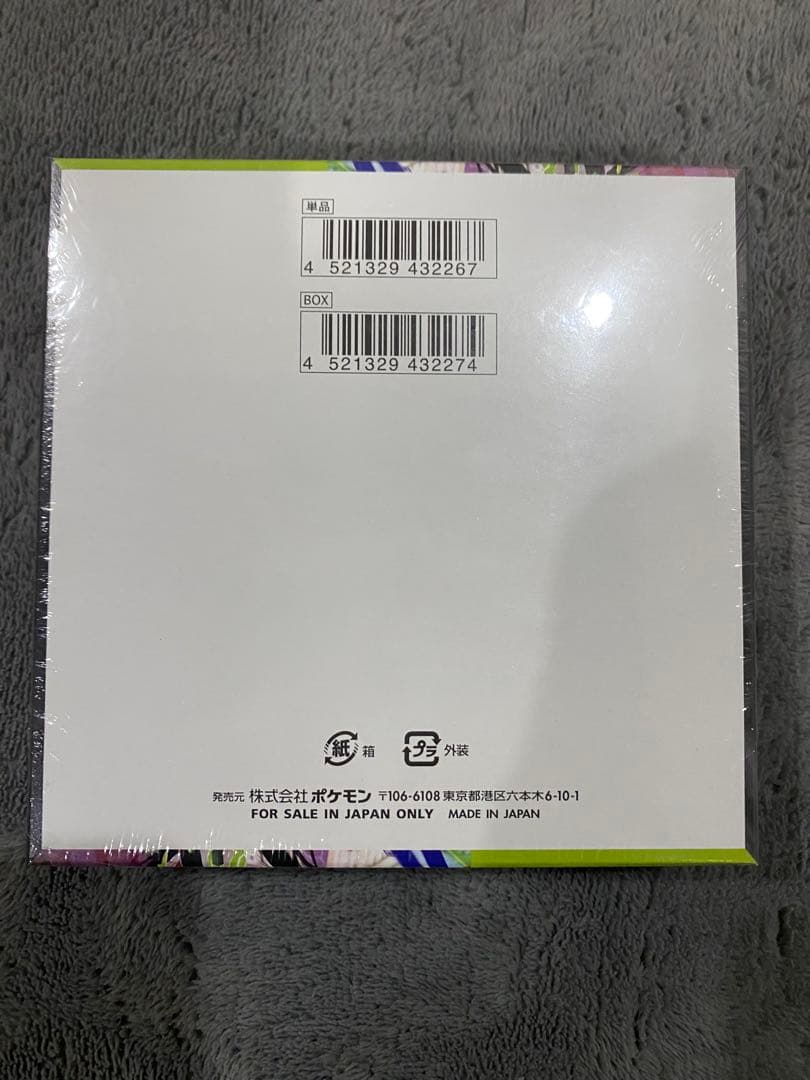 単品
4 521329 432267
BOX
4 521329 432274
紙 箱 プラ 外装
発売元 株式会社ポケモン 〒106-6108 東京都港区六本木6-10-1
FOR SALE IN JAPAN ONLY MADE IN JAPAN